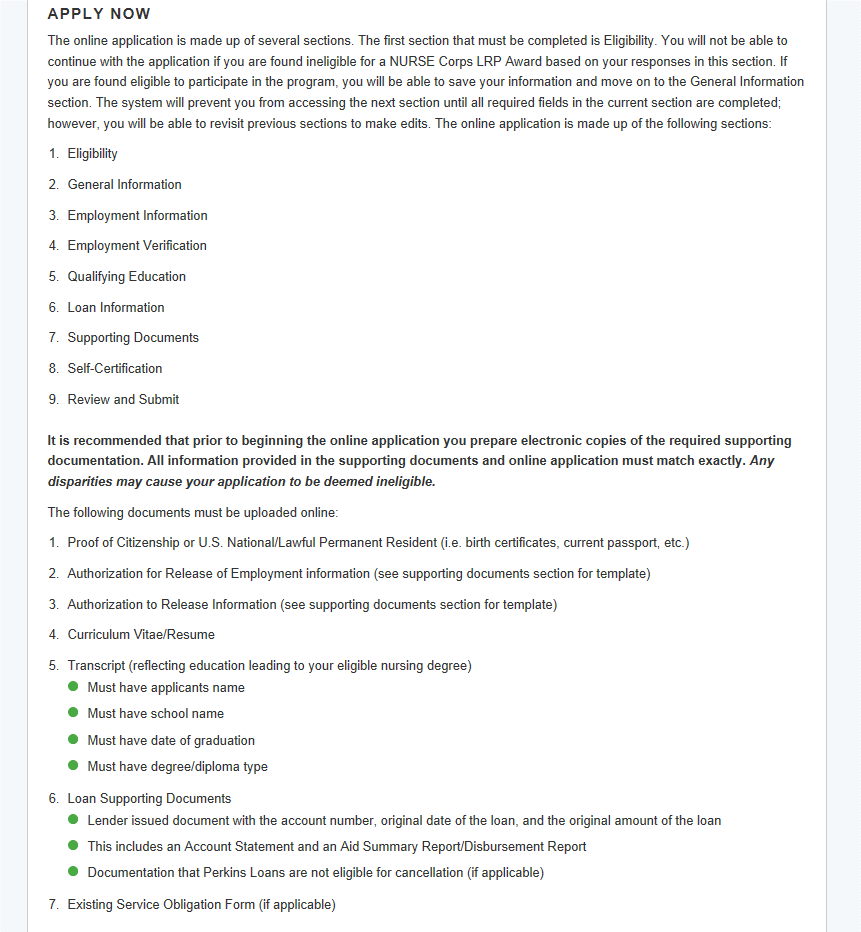 APPLY NOW
The online application is made up of several sections. The first section that must be completed is Eligibility. You will not be able to
continue with the application if you are found ineligible for a NURSE Corps LRP Award based on your responses in this section. If
you are found eligible to participate in the program, you will be able to save your information and move on to the General Information
section. The system will prevent you from accessing the next section until all required fields in the current section are completed;
however, you will be able to revisit previous sections to make edits. The online application is made up of the following sections:
1. Eligibility
2. General Information
3. Employment Information
4. Employment Verification
5. Qualifying Education
6. Loan Information
7. Supporting Documents
8. Self-Certification
9. Review and Submit
It is recommended that prior to beginning the online application you prepare electronic copies of the required supporting
documentation. All information provided in the supporting documents and online application must match exactly. Any
disparities may cause your application to be deemed ineligible.
The following documents must be uploaded online:
1. Proof of Citizenship or U.S. National/Lawful Permanent Resident (i.e. birth certificates, current passport, etc.)
2. Authorization for Release of Employment information (see supporting documents section for template)
3. Authorization to Release Information (see supporting documents section for template)
4. Curriculum Vitae/Resume
5. Transcript (reflecting education leading to your eligible nursing degree)
Must have applicants name
Must have school name
Must have date of graduation
Must have degree/diploma type
6. Loan Supporting Documents
Lender issued document with the account number, original date of the loan, and the original amount of the loan
This includes an Account Statement and an Aid Summary Report/Disbursement Report
Documentation that Perkins Loans are not eligible for cancellation (if applicable)
7. Existing Service Obligation Form (if applicable)